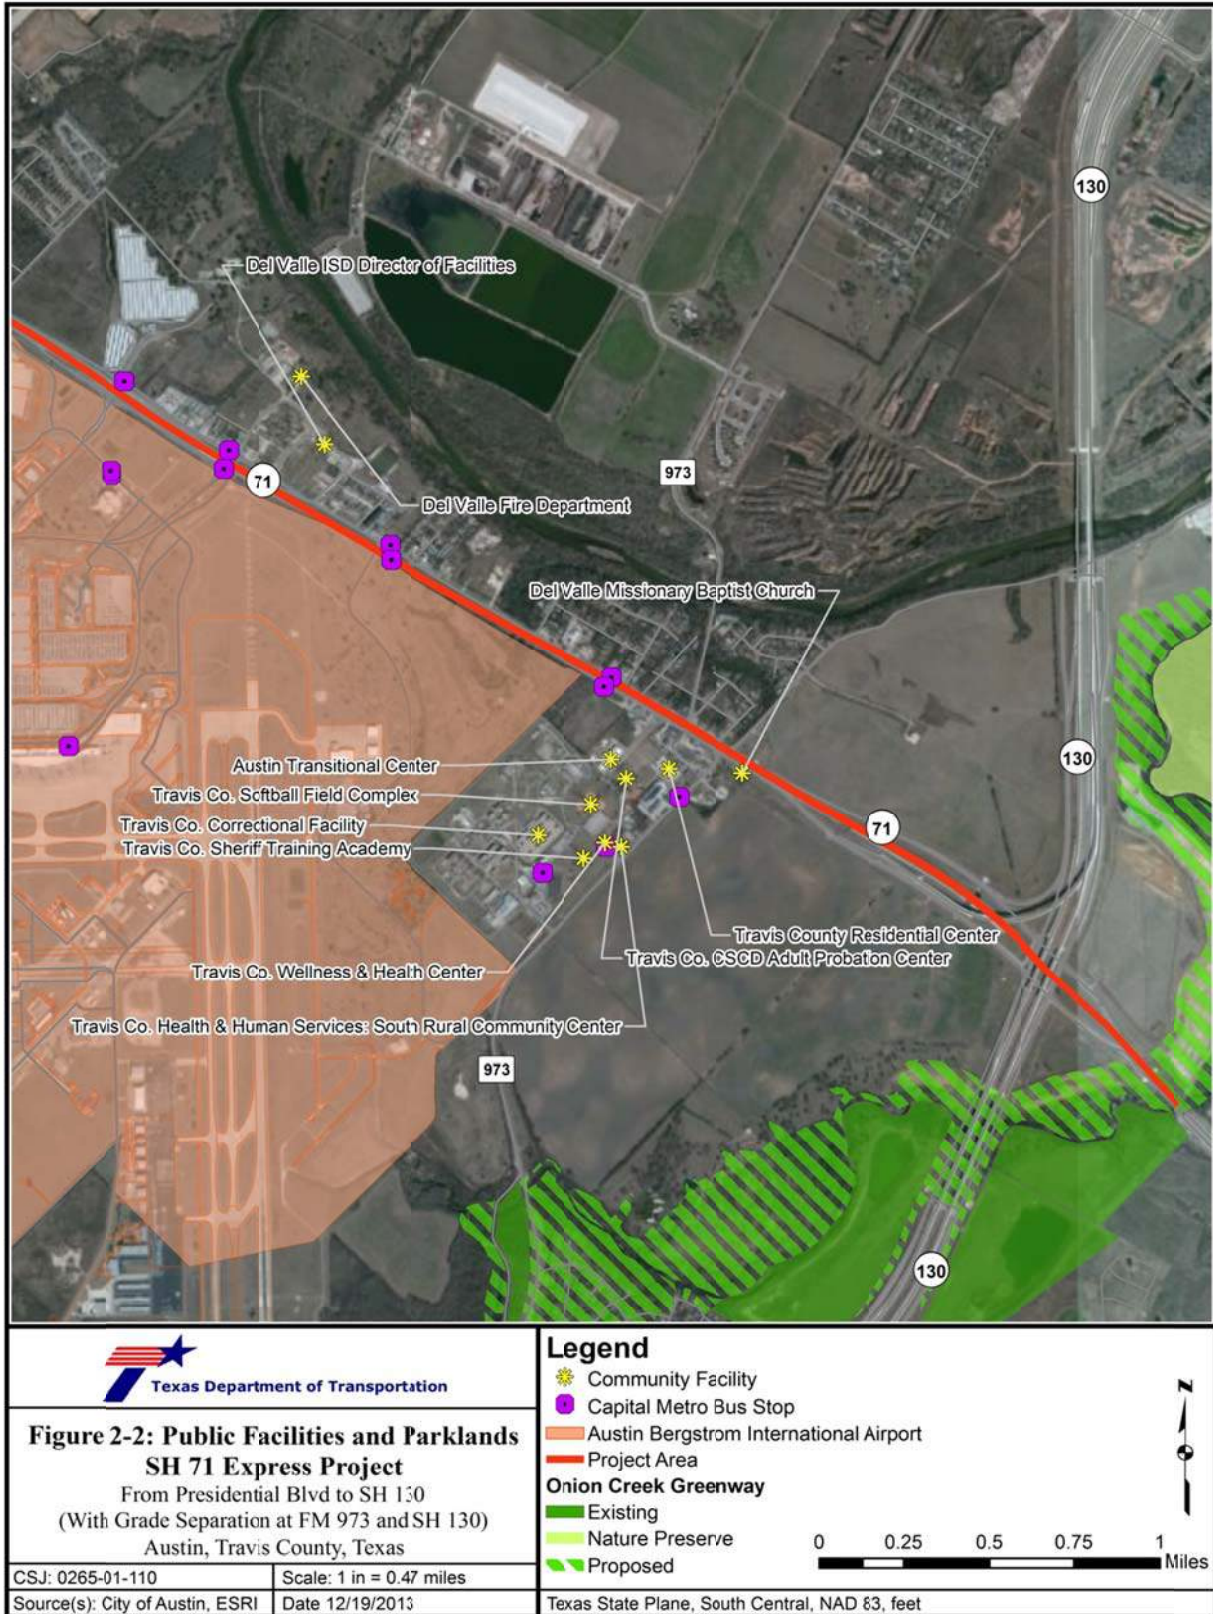 130
Del Valle ISD Director of Facilities
973
71
Del Valle Fire Department
Del Valle Missionary Baptist Church
130
Austin Transitional Center
Travis Co. Softball Field Complex
Travis Co. Correctional Facility
71
Travis Co. Sheriff Training Academy
Travis County Residential Center
Travis Co. CSCD Adult Probation Center
Travis Co. Wellness & Health Center
Travis Co. Health & Human Services: South Rural Community Center
973
130
Texas Department of Transportation
Figure 2-2: Public Facilities and Parklands
SH 71 Express Project
From Presidential Blvd to SH 130
(With Grade Separation at FM 973 and SH 130)
Austin, Travis County, Texas
CSJ: 0265-01-110
Scale: 1 in = 0.47 miles
Source(s): City of Austin, ESRI
Date 12/19/2013
Legend
Community Facility
Capital Metro Bus Stop
Austin Bergstrom International Airport
Project Area
Onion Creek Greenway
Existing
Nature Preserve
Proposed
N
0 0.25 0.5 0.75 1
Miles
Texas State Plane, South Central, NAD 83, feet